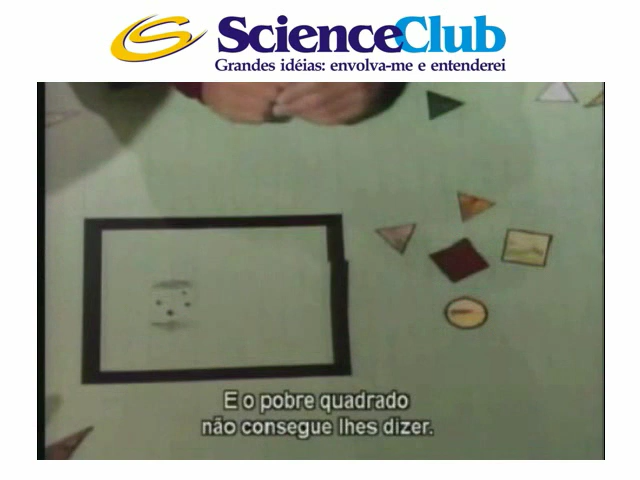 ScienceClub
Grandes idéias: envolva-me e entenderei
E o pobre quadrado
não consegue lhes dizer.